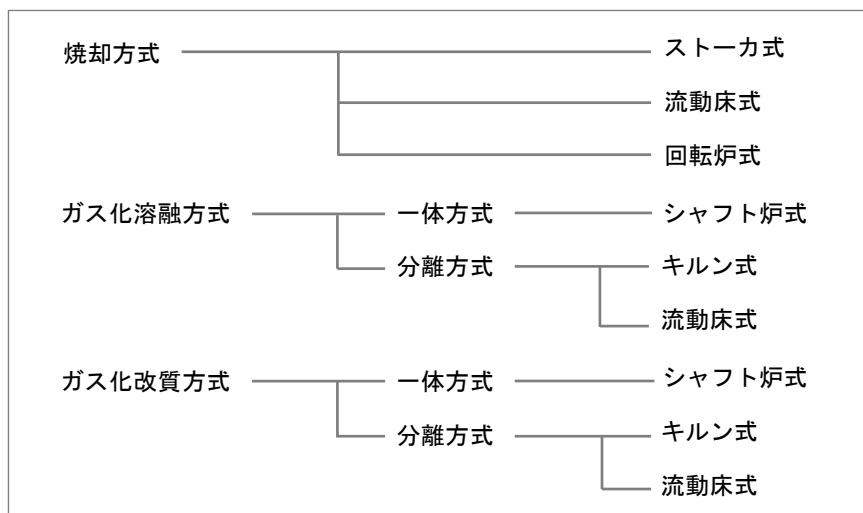 焼却方式 ストーカ式
流動床式
回転炉式
ガス化溶融方式 一体方式 シャフト炉式
分離方式 キルン式
流動床式
ガス化改質方式 一体方式 シャフト炉式
分離方式 キルン式
流動床式